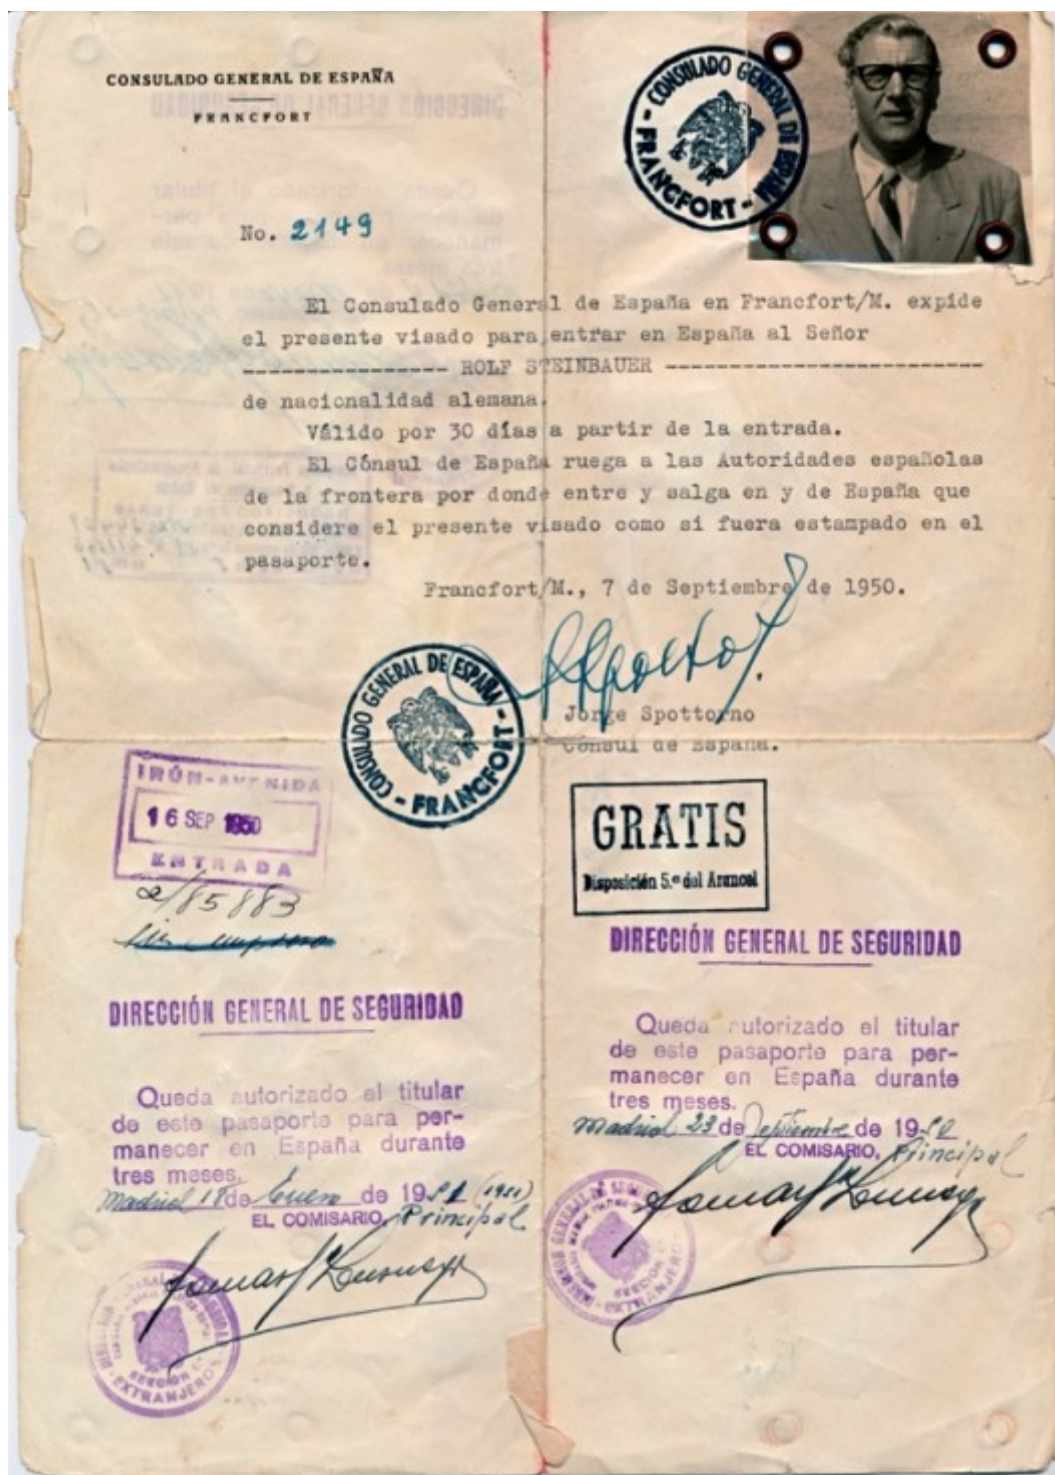 CONSULADO GENERAL DE ESPAÑA
FRANCFORT
CONSULADO GENERAL DE ESPAÑA - FRANCFORT -
No. 2149
El Consulado General de España en Francfort/M. expide
el presente visado para entrar en España al Señor
---------------- ROLF STEINBAUER -------------------------
de nacionalidad alemana.
Válido por 30 días a partir de la entrada.
El Cónsul de España ruega a las Autoridades españolas
de la frontera por donde entre y salga en y de España que
considere el presente visado como si fuera estampado en el
pasaporte.
Francfort/M., 7 de Septiembre de 1950.
CONSULADO GENERAL DE ESPAÑA - FRANCFORT -
Jorge Spottorno
Cónsul de España.
IRÚN-AVENIDA
16 SEP 1950
ENTRADA
2/85883
GRATIS
Disposición 5.ª del Arancel
DIRECCIÓN GENERAL DE SEGURIDAD
Queda autorizado el titular
de este pasaporte para per-
manecer en España durante
tres meses.
Madrid 23 de Septiembre de 1950
EL COMISARIO, Principal
DIRECCIÓN GENERAL DE SEGURIDAD
Queda autorizado el titular
de este pasaporte para per-
manecer en España durante
tres meses.
Madrid 18 de Enero de 1951 (1951)
EL COMISARIO, Principal
SECCIÓN
EXTRANJEROS
SECCIÓN
EXTRANJEROS